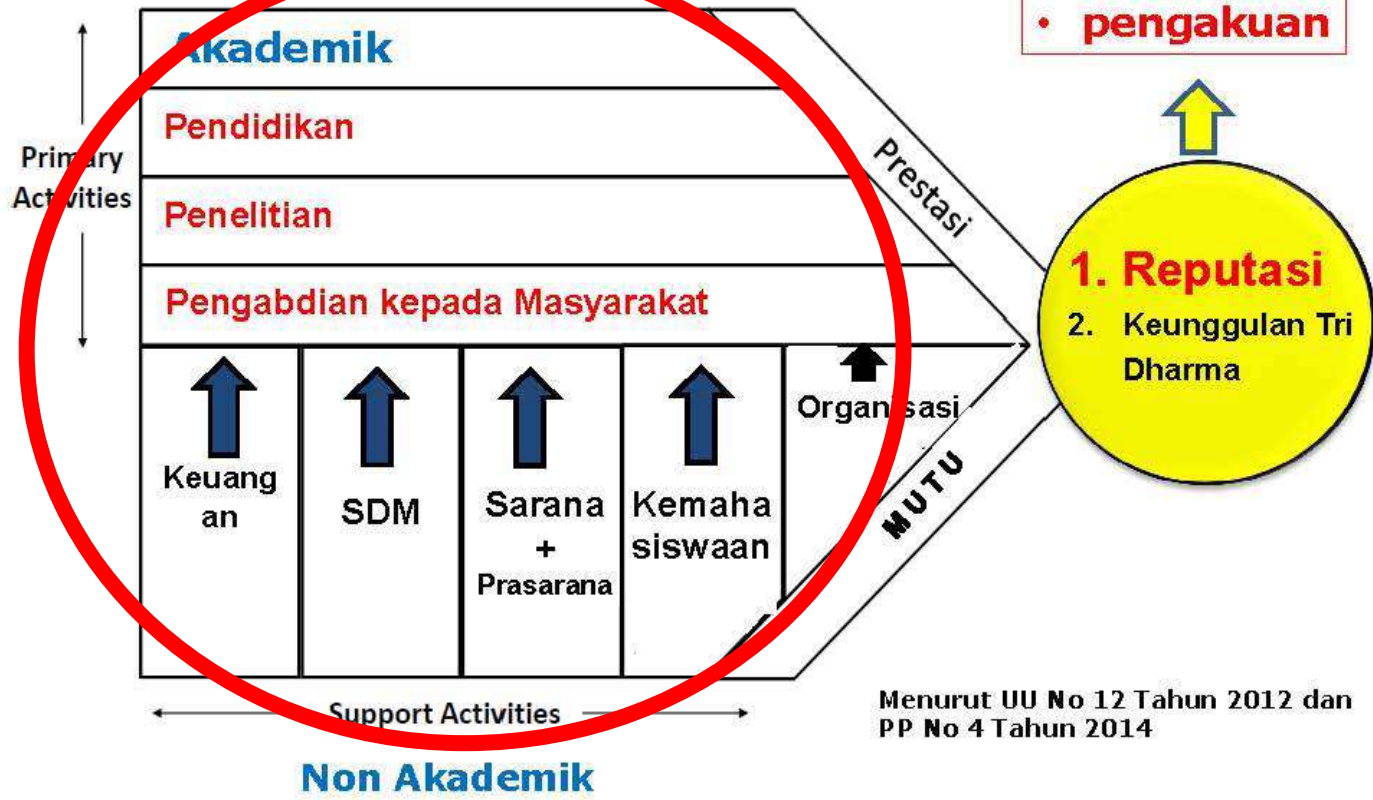 • pengakuan
Akademik
Pendidikan
Primary
Activities
Penelitian
Pengabdian kepada Masyarakat
Prestasi
1. Reputasi
2. Keunggulan Tri
Dharma
Keuang
an
SDM
Sarana
+
Prasarana
Kemaha
siswaan
Organisasi
MUTU
Support Activities
Non Akademik
Menurut UU No 12 Tahun 2012 dan
PP No 4 Tahun 2014